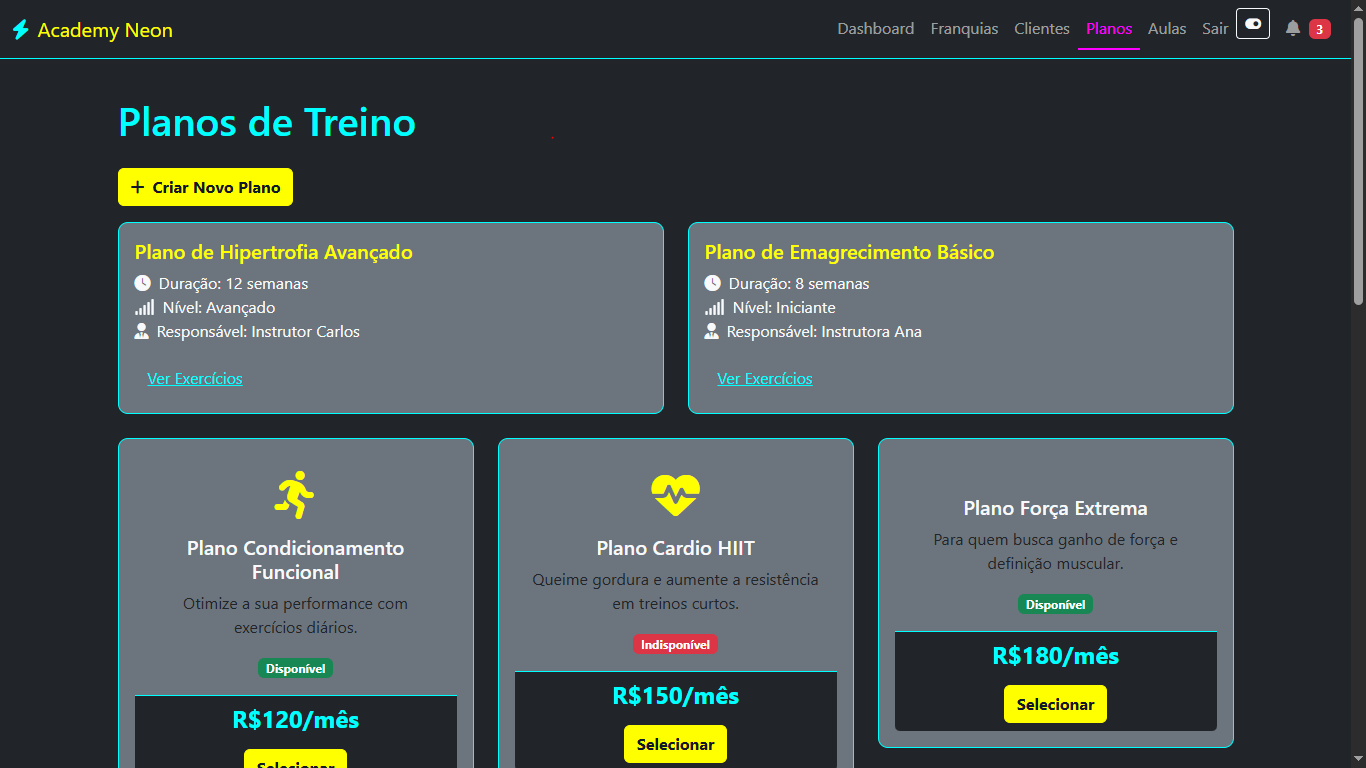 Academy Neon
Dashboard Franquias Clientes Planos Aulas Sair 3
Planos de Treino
+ Criar Novo Plano
Plano de Hipertrofia Avançado
Duração: 12 semanas
Nível: Avançado
Responsável: Instrutor Carlos
Ver Exercícios
Plano de Emagrecimento Básico
Duração: 8 semanas
Nível: Iniciante
Responsável: Instrutora Ana
Ver Exercícios
Plano Condicionamento
Funcional
Otimize a sua performance com
exercícios diários.
Disponível
R$120/mês
Selecionar
Plano Cardio HIIT
Queime gordura e aumente a resistência
em treinos curtos.
Indisponível
R$150/mês
Selecionar
Plano Força Extrema
Para quem busca ganho de força e
definição muscular.
Disponível
R$180/mês
Selecionar